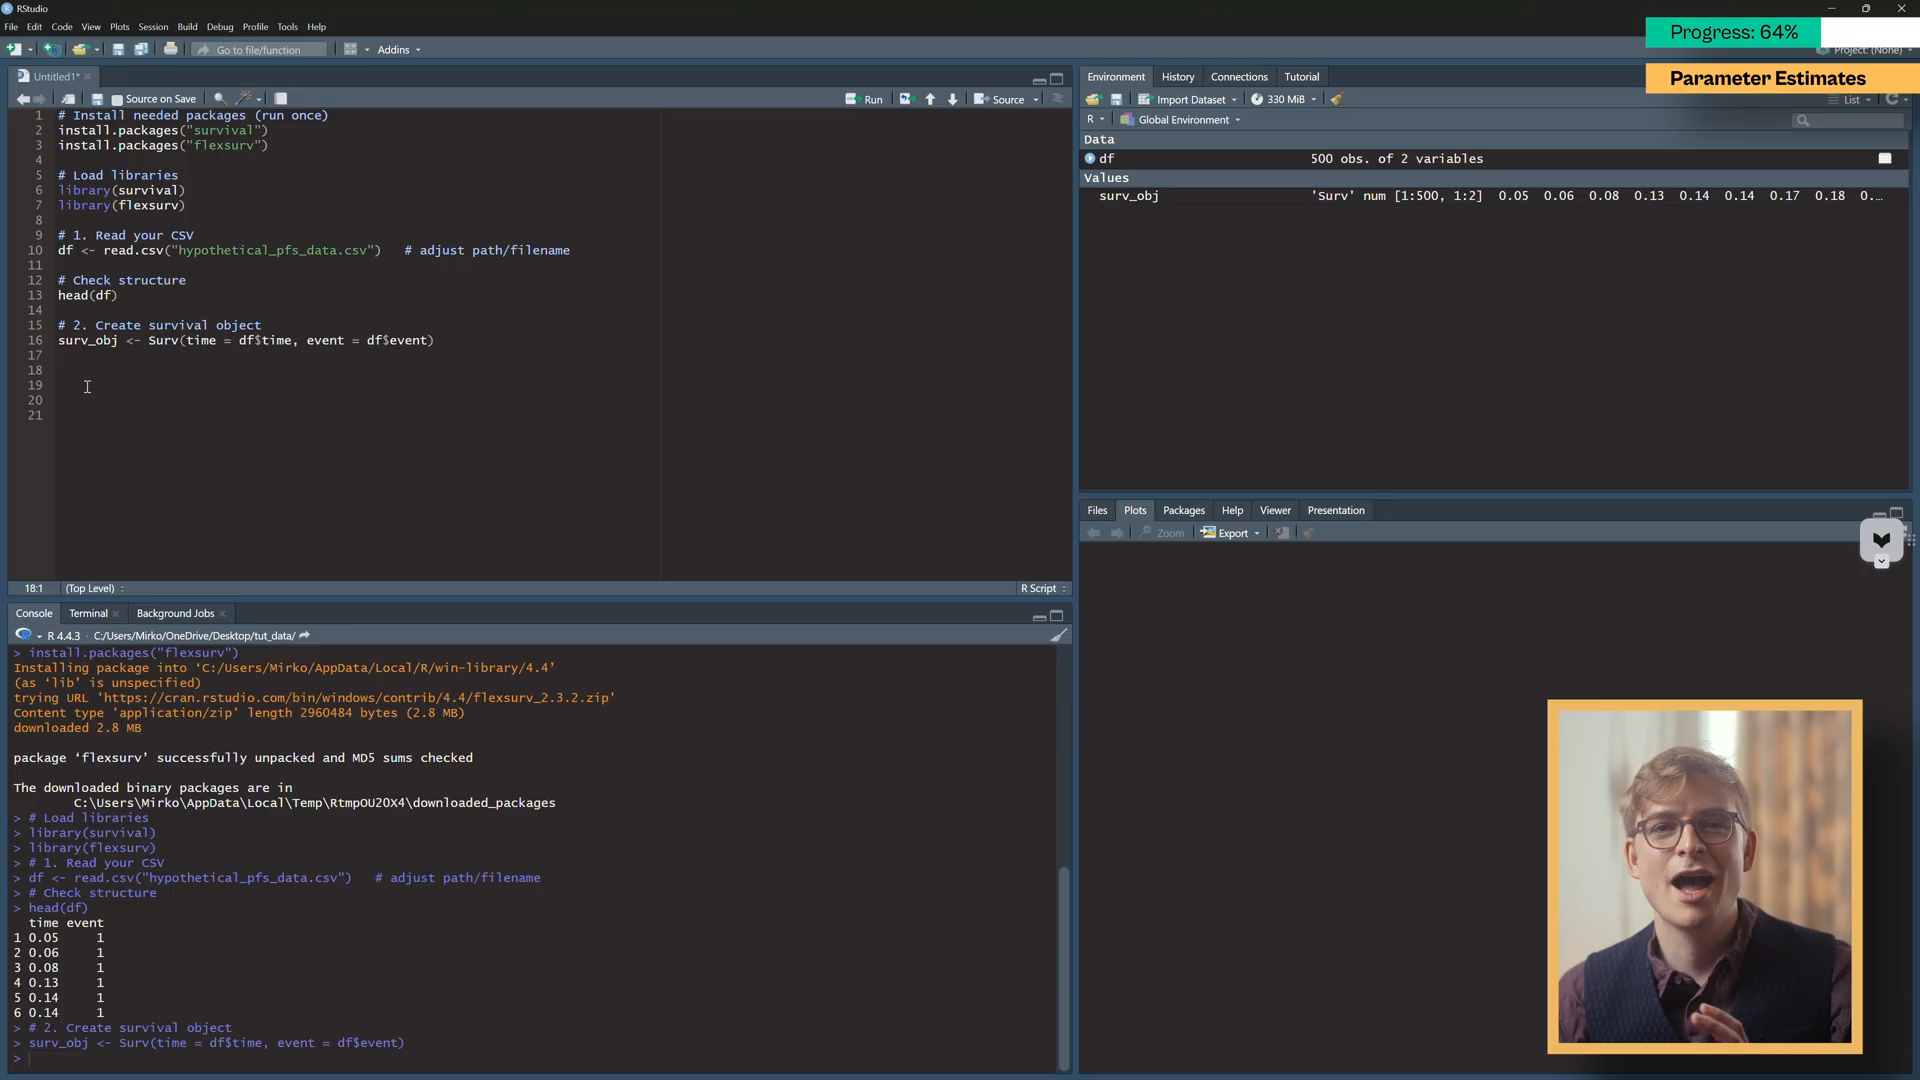 RStudio
File Edit Code View Plots Session Build Debug Profile Tools Help
Go to file/function Addins
Progress: 64%
Project: (None)
Parameter Estimates
Untitled1*
Source on Save Run Source
1 # Install needed packages (run once)
2 install.packages("survival")
3 install.packages("flexsurv")
4
5 # Load libraries
6 library(survival)
7 library(flexsurv)
8
9 # 1. Read your CSV
10 df <- read.csv("hypothetical_pfs_data.csv") # adjust path/filename
11
12 # Check structure
13 head(df)
14
15 # 2. Create survival object
16 surv_obj <- Surv(time = df$time, event = df$event)
17
18
19
20
21
18:1 (Top Level) R Script
Environment History Connections Tutorial
Import Dataset 330 MiB List
R Global Environment
Data
df 500 obs. of 2 variables
Values
surv_obj 'Surv' num [1:500, 1:2] 0.05 0.06 0.08 0.13 0.14 0.14 0.17 0.18 0...
Files Plots Packages Help Viewer Presentation
Zoom Export
Console Terminal Background Jobs
R 4.4.3 · C:/Users/Mirko/OneDrive/Desktop/tut_data/
> install.packages("flexsurv")
Installing package into ‘C:/Users/Mirko/AppData/Local/R/win-library/4.4’
(as ‘lib’ is unspecified)
trying URL 'https://cran.rstudio.com/bin/windows/contrib/4.4/flexsurv_2.3.2.zip'
Content type 'application/zip' length 2960484 bytes (2.8 MB)
downloaded 2.8 MB
package ‘flexsurv’ successfully unpacked and MD5 sums checked
The downloaded binary packages are in
C:\Users\Mirko\AppData\Local\Temp\RtmpOU2OX4\downloaded_packages
> # Load libraries
> library(survival)
> library(flexsurv)
> # 1. Read your CSV
> df <- read.csv("hypothetical_pfs_data.csv") # adjust path/filename
> # Check structure
> head(df)
time event
1 0.05 1
2 0.06 1
3 0.08 1
4 0.13 1
5 0.14 1
6 0.14 1
> # 2. Create survival object
> surv_obj <- Surv(time = df$time, event = df$event)
>